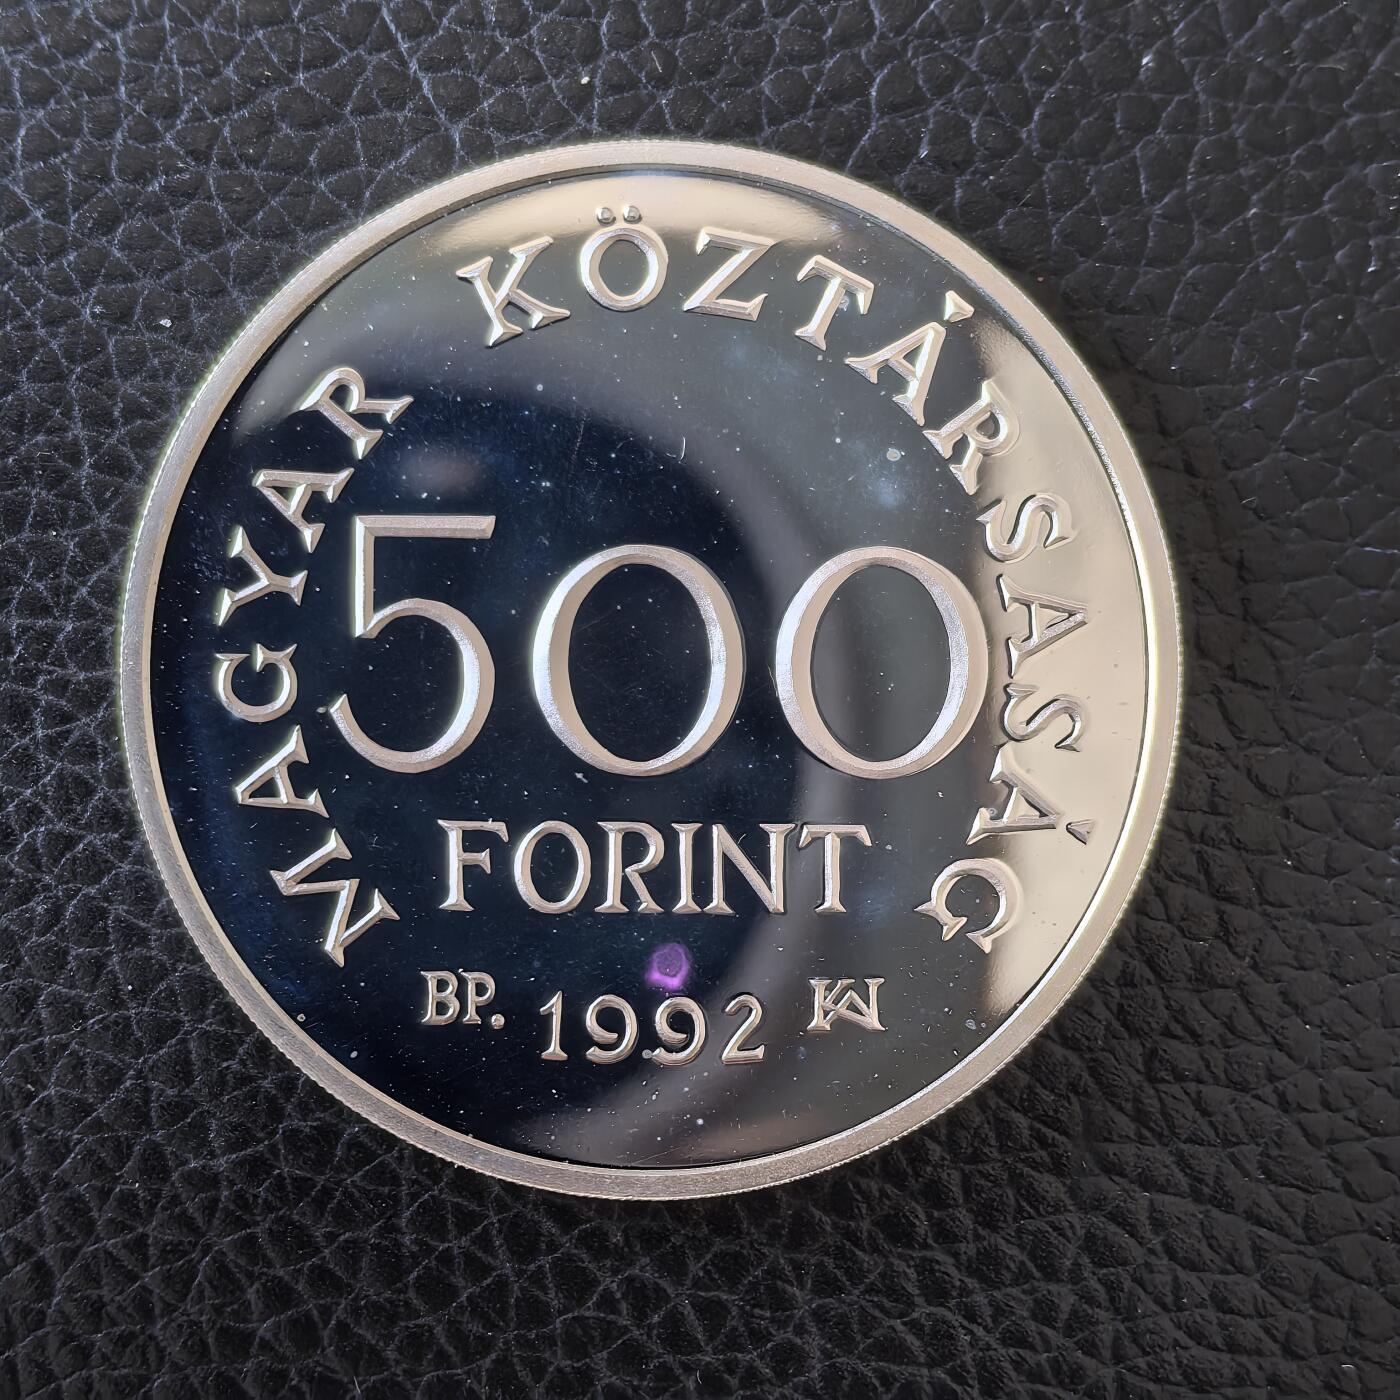 MAGYAR KÖZTÁRSASÁG
500
FORINT
BP. 1992